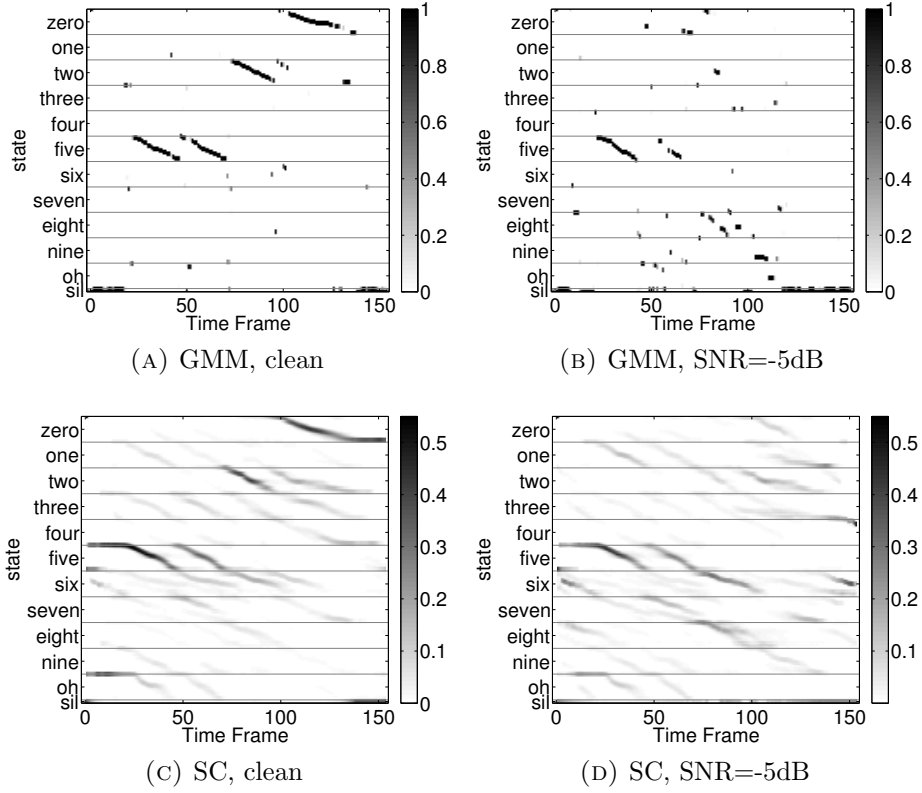 zero
one
two
three
four
five
six
seven
eight
nine
oh
sil
state
0 50 100 150
Time Frame
1
0.8
0.6
0.4
0.2
0
(A) GMM, clean
zero
one
two
three
four
five
six
seven
eight
nine
oh
sil
state
0 50 100 150
Time Frame
1
0.8
0.6
0.4
0.2
0
(B) GMM, SNR=-5dB
zero
one
two
three
four
five
six
seven
eight
nine
oh
sil
state
0 50 100 150
Time Frame
0.5
0.4
0.3
0.2
0.1
0
(C) SC, clean
zero
one
two
three
four
five
six
seven
eight
nine
oh
sil
state
0 50 100 150
Time Frame
0.5
0.4
0.3
0.2
0.1
(D) SC, SNR=-5dB